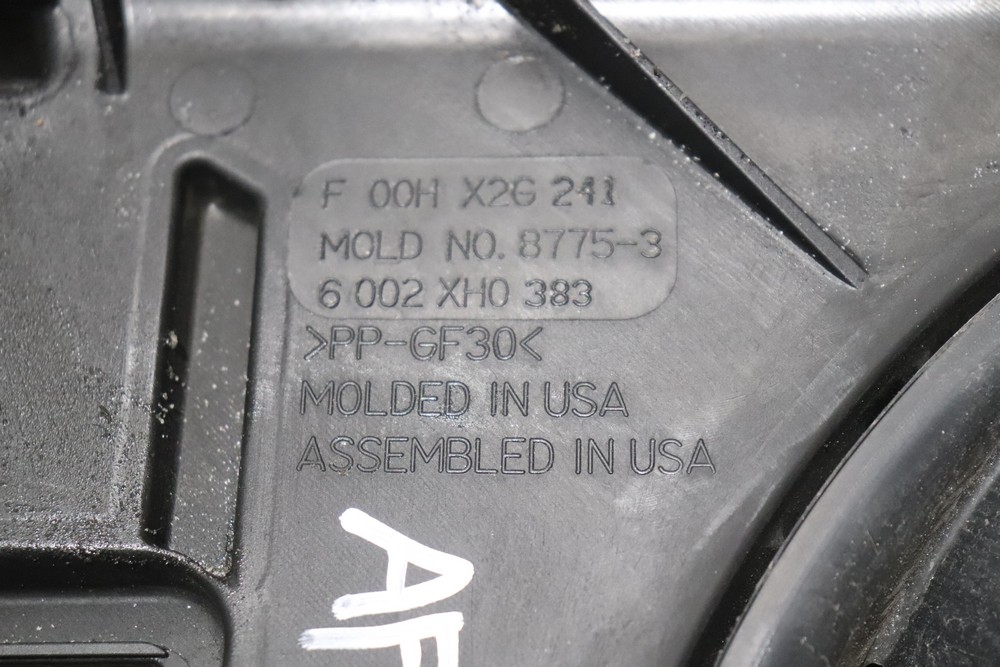 F 00H X2G 241
MOLD NO. 8775-3
6 002 XH0 383
>PP-GF30<
MOLDED IN USA
ASSEMBLED IN USA